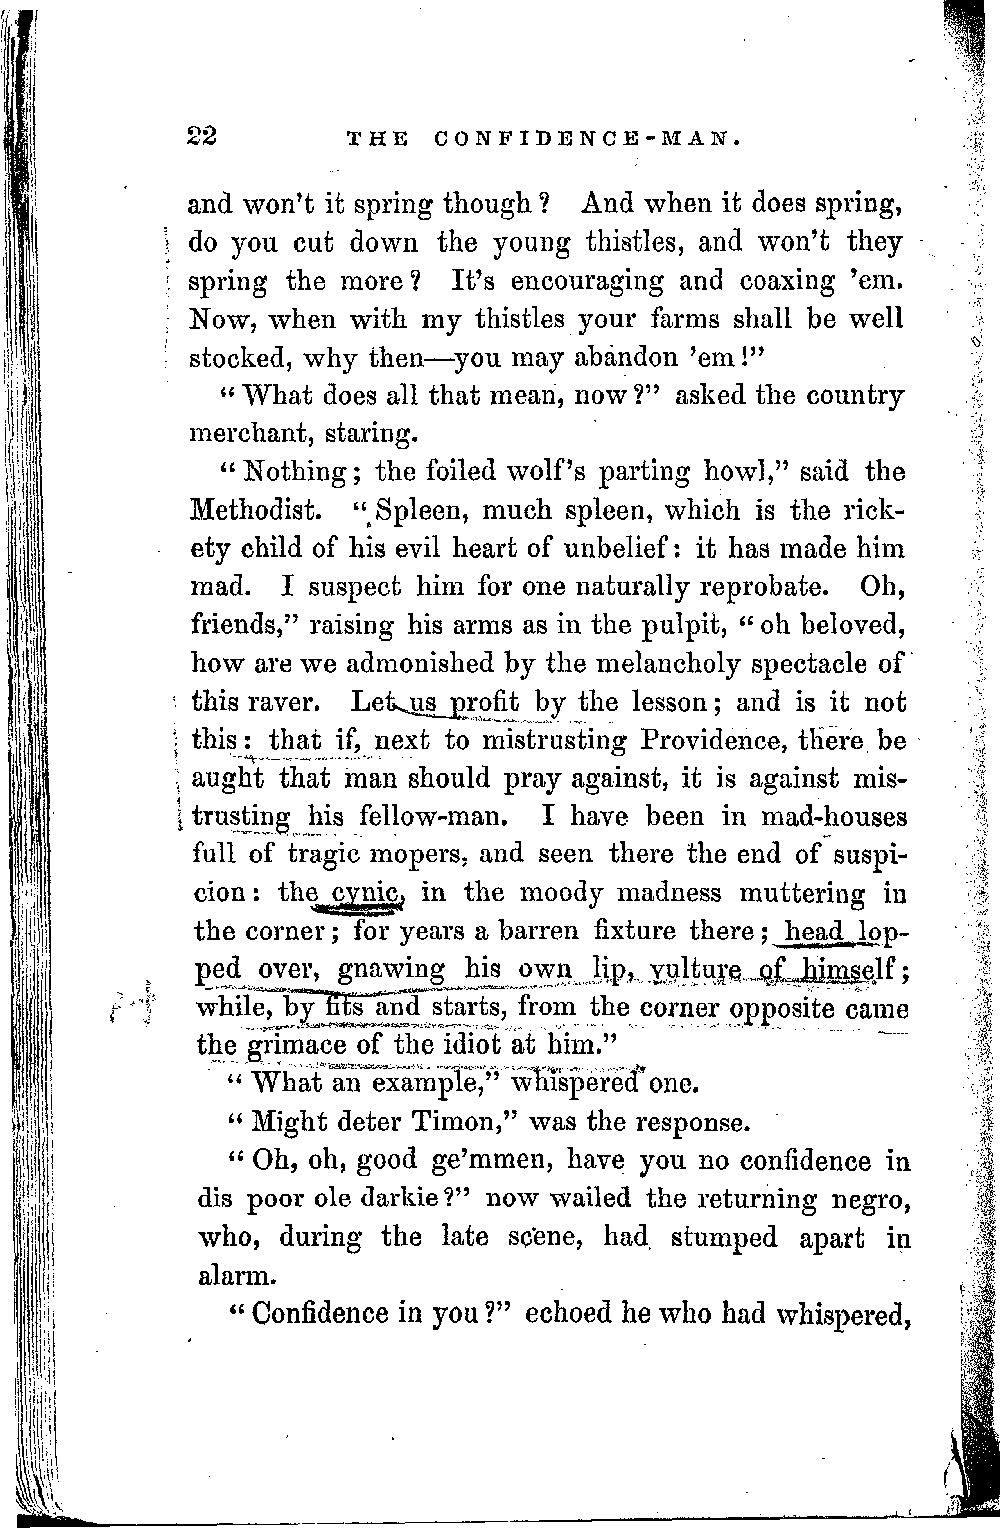 22 THE CONFIDENCE-MAN.
and won't it spring though? And when it does spring,
do you cut down the young thistles, and won't they
spring the more? It's encouraging and coaxing 'em.
Now, when with my thistles your farms shall be well
stocked, why then—you may abandon 'em!"
"What does all that mean, now?" asked the country
merchant, staring.
"Nothing; the foiled wolf's parting howl," said the
Methodist. "Spleen, much spleen, which is the rick-
ety child of his evil heart of unbelief: it has made him
mad. I suspect him for one naturally reprobate. Oh,
friends," raising his arms as in the pulpit, "oh beloved,
how are we admonished by the melancholy spectacle of
this raver. Let us profit by the lesson; and is it not
this: that if, next to mistrusting Providence, there be
aught that man should pray against, it is against mis-
trusting his fellow-man. I have been in mad-houses
full of tragic mopers, and seen there the end of suspi-
cion: the cynic, in the moody madness muttering in
the corner; for years a barren fixture there; head lop-
ped over, gnawing his own lip, vulture of himself;
while, by fits and starts, from the corner opposite came
the grimace of the idiot at him."
"What an example," whispered one.
"Might deter Timon," was the response.
"Oh, oh, good ge'mmen, have you no confidence in
dis poor ole darkie?" now wailed the returning negro,
who, during the late scene, had stumped apart in
alarm.
"Confidence in you?" echoed he who had whispered,